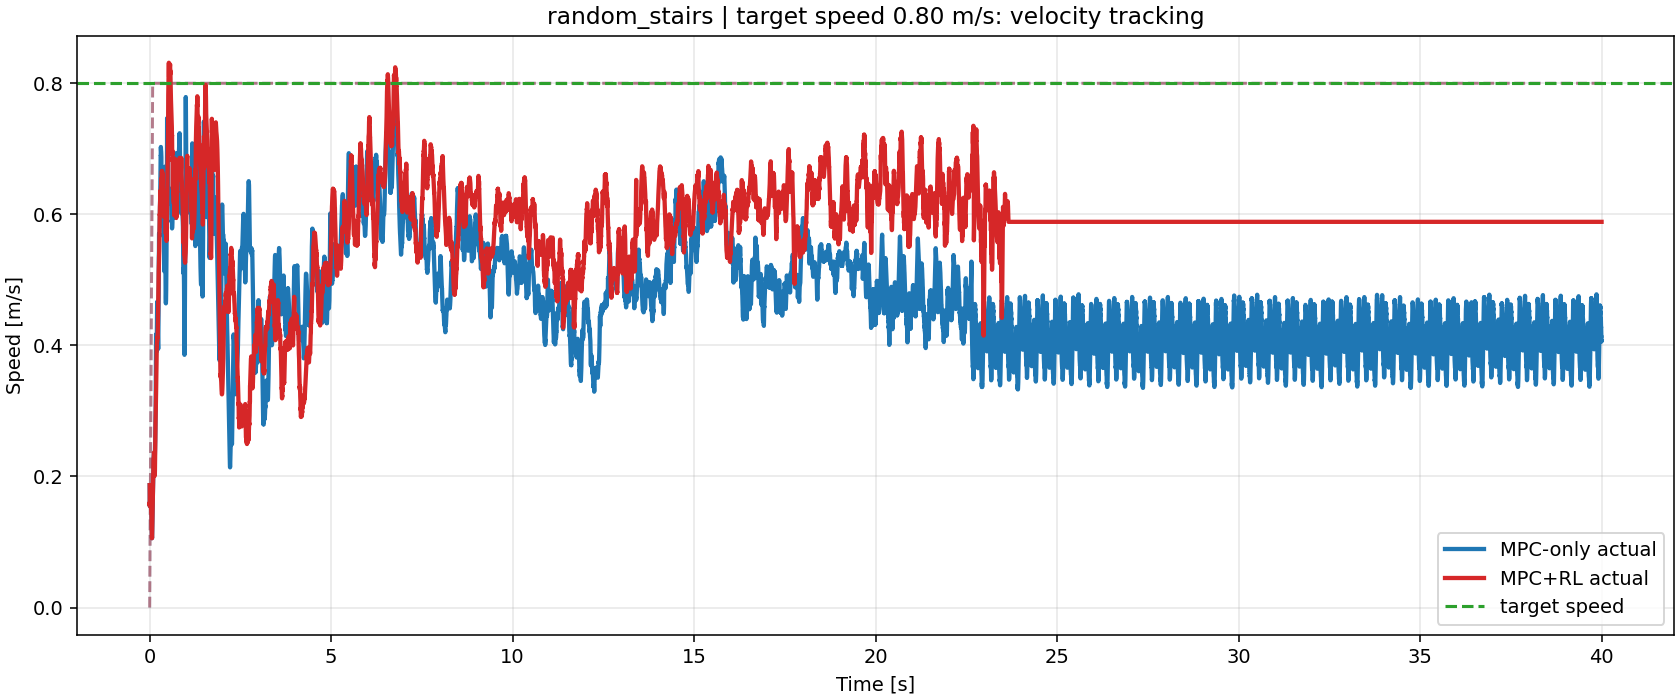 random_stairs | target speed 0.80 m/s: velocity tracking
Speed [m/s]
0.8
0.6
0.4
0.2
0.0
0 5 10 15 20 25 30 35 40
Time [s]
MPC-only actual
MPC+RL actual
target speed